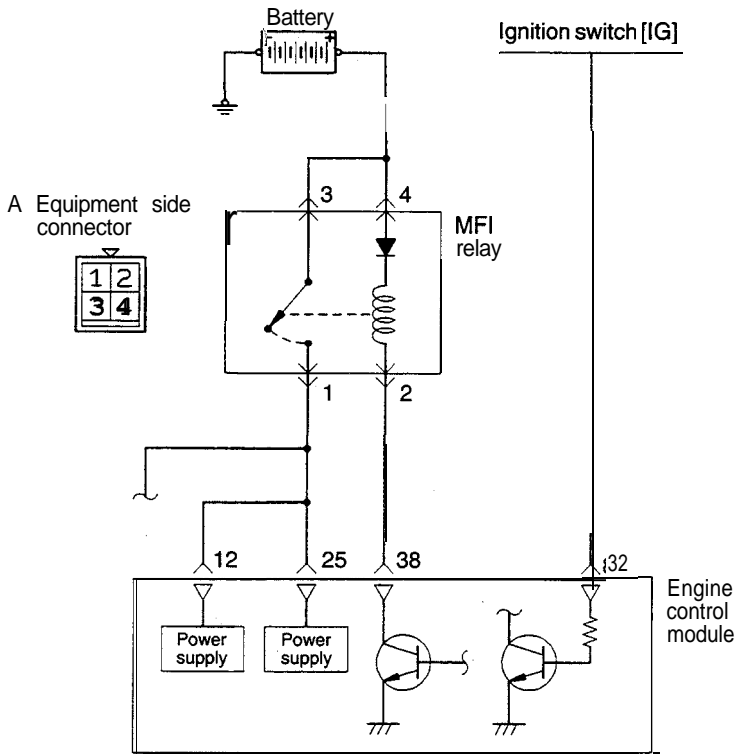 Battery
Ignition switch [IG]
- +
3 4
A Equipment side
connector
MFI
relay
1 2
3 4
1 2
12 25 38 32
Engine
control
module
Power
supply
Power
supply